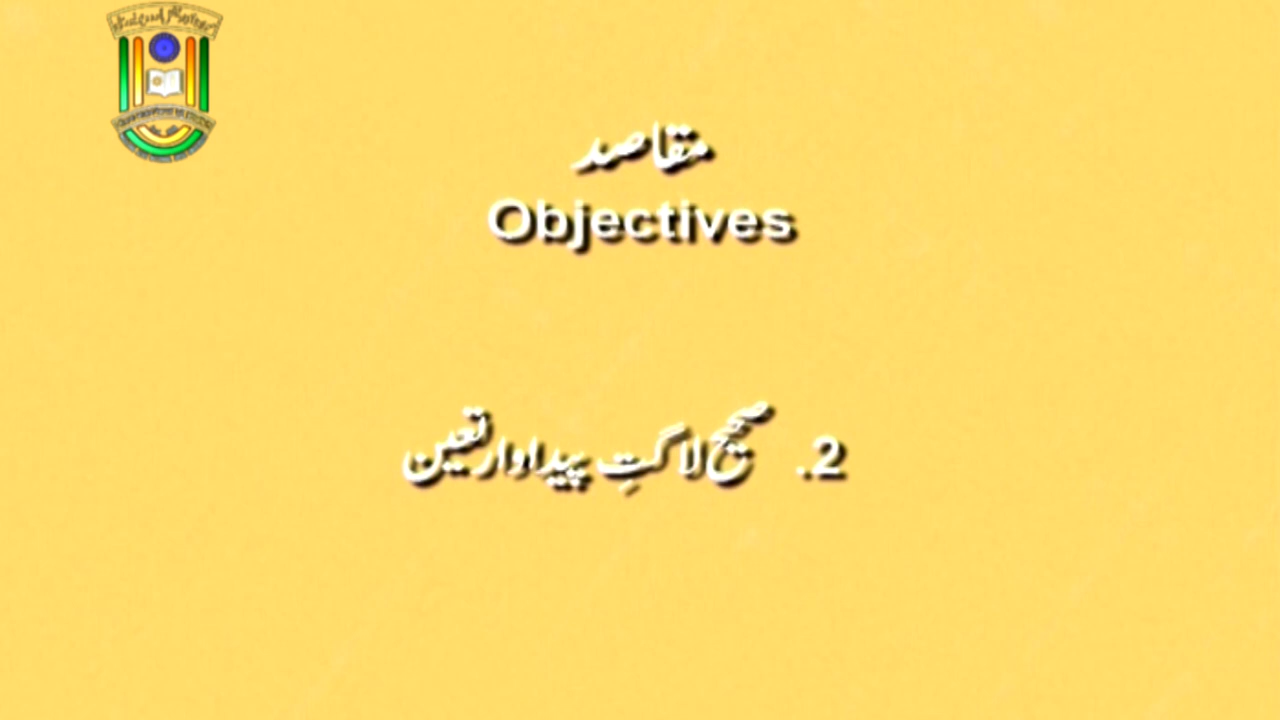 مقاصد
Objectives
2. صحیح لاگتِ پیداوار تعین